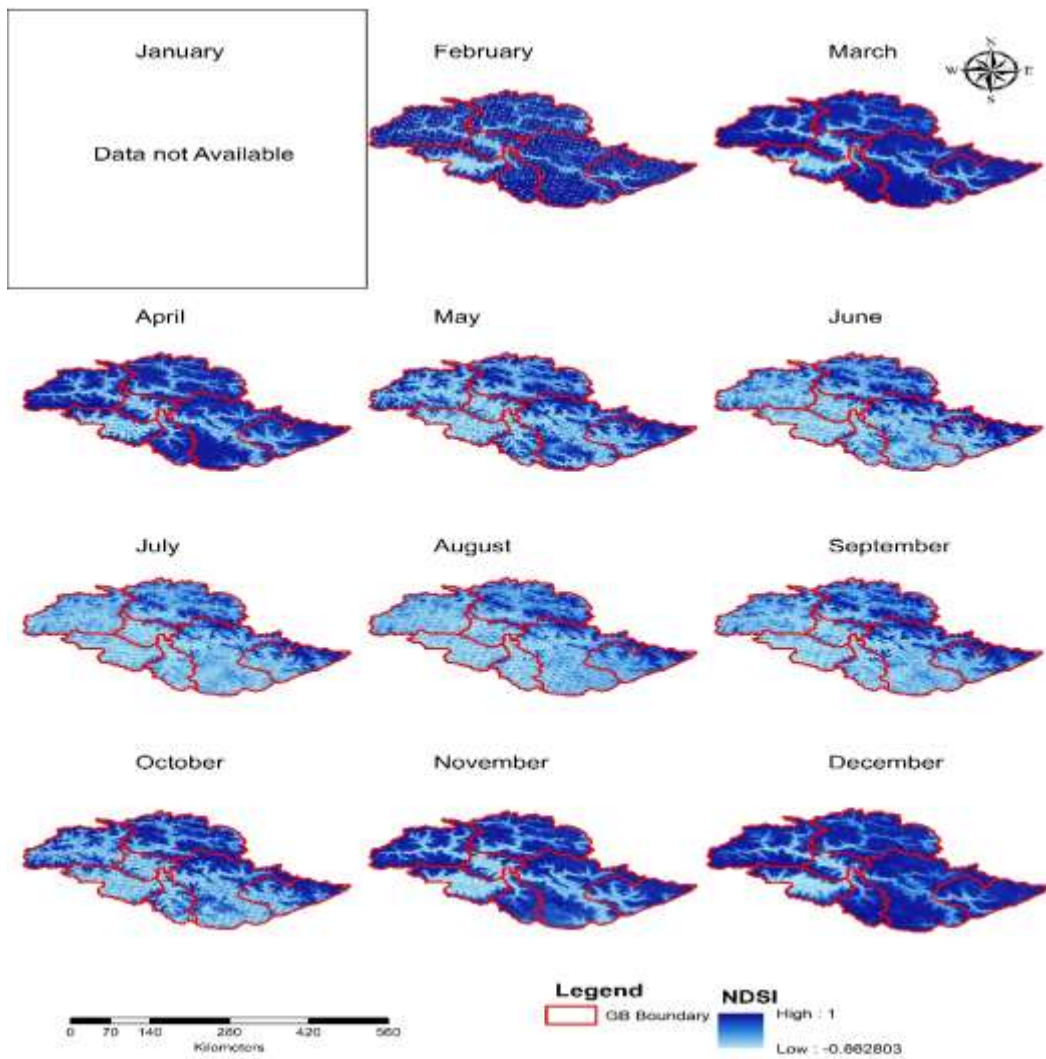 January
February
March
N
W E
S
Data not Available
April
May
June
July
August
September
October
November
December
Legend
GB Boundary
NDSI
High : 1
Low : -0.862803
0 70 140 280 420 560
Kilometers